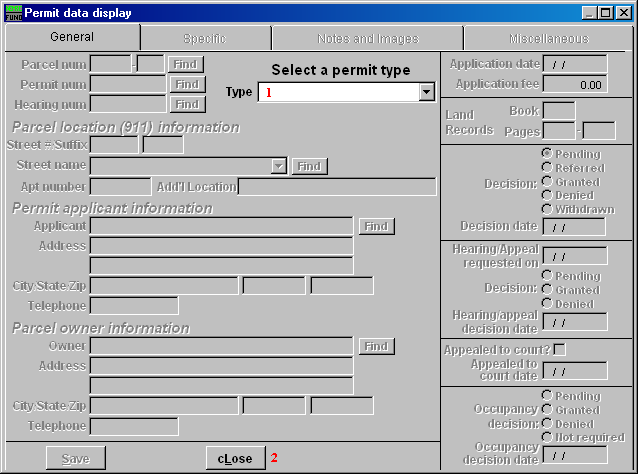 FUND
Permit data display
General
Specific
Notes and Images
Miscellaneous
Parcel num - Find
Permit num Find
Hearing num Find
Select a permit type
Type 1
Parcel location (911) information
Street #/Suffix
Street name Find
Apt number Add'l Location
Permit applicant information
Applicant Find
Address
City/State/Zip
Telephone
Parcel owner information
Owner Find
Address
City/State/Zip
Telephone
Save
cLose 2
Application date / /
Application fee 0.00
Land Records
Book
Pages -
Decision:
Pending
Referred
Granted
Denied
Withdrawn
Decision date / /
Hearing/Appeal
requested on / /
Decision:
Pending
Granted
Denied
Hearing/appeal
decision date / /
Appealed to court?
Appealed to
court date / /
Occupancy
decision:
Pending
Granted
Denied
Not required
Occupancy
decision date / /